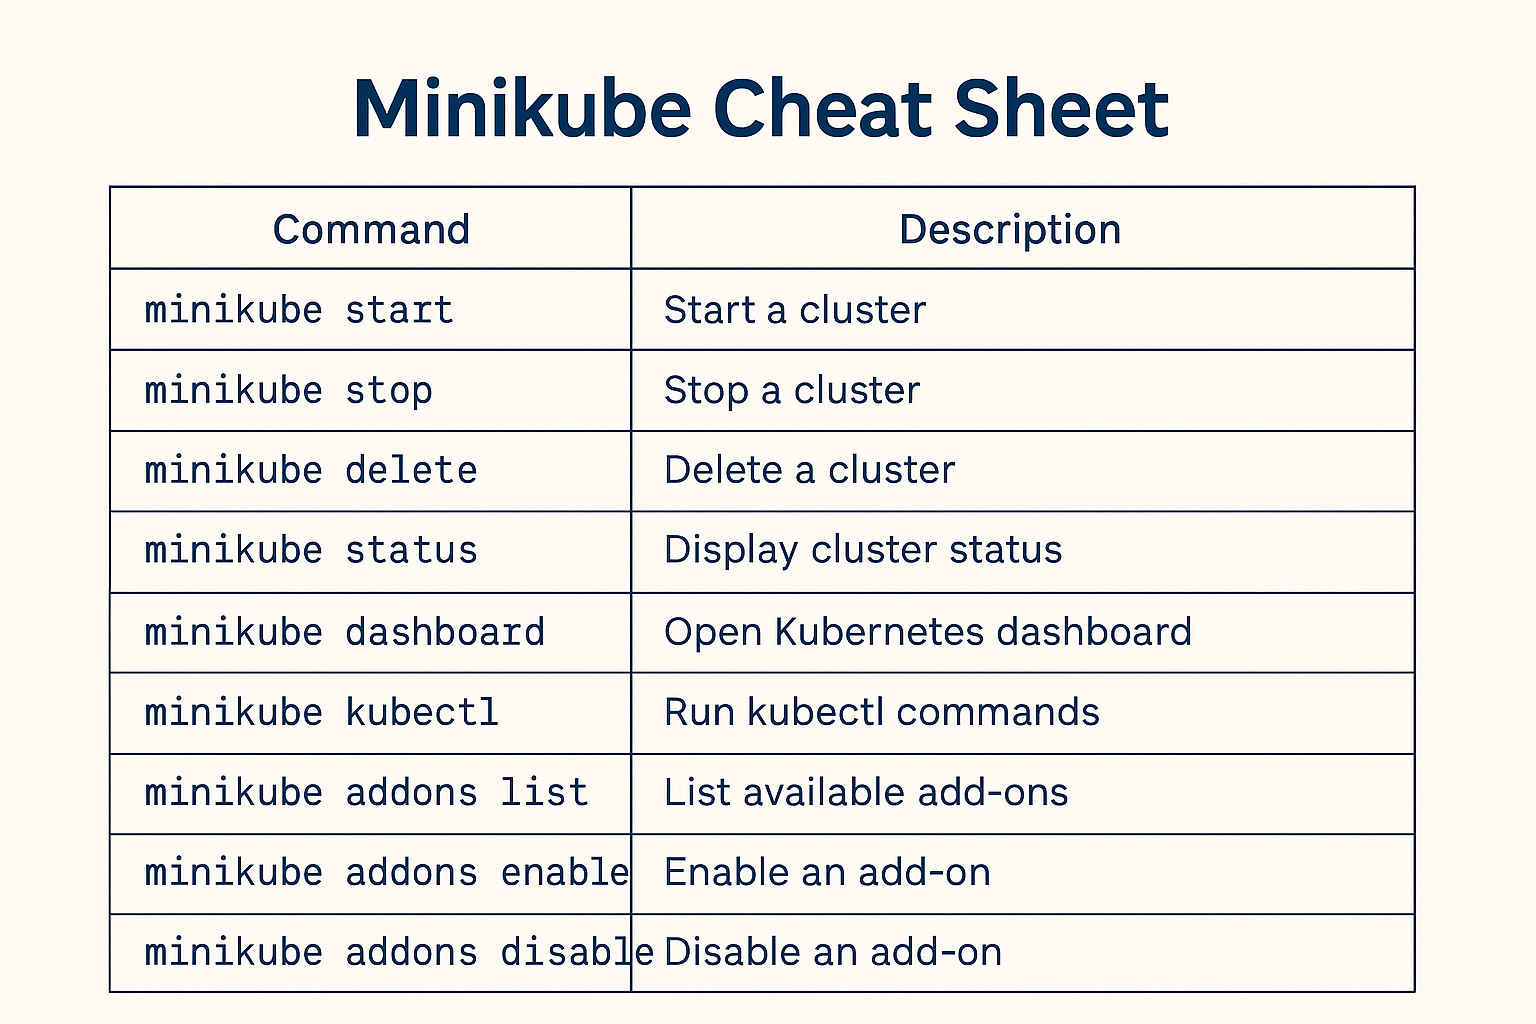 Minikube Cheat Sheet
Command Description
minikube start Start a cluster
minikube stop Stop a cluster
minikube delete Delete a cluster
minikube status Display cluster status
minikube dashboard Open Kubernetes dashboard
minikube kubectl Run kubectl commands
minikube addons list List available add-ons
minikube addons enable Enable an add-on
minikube addons disable Disable an add-on